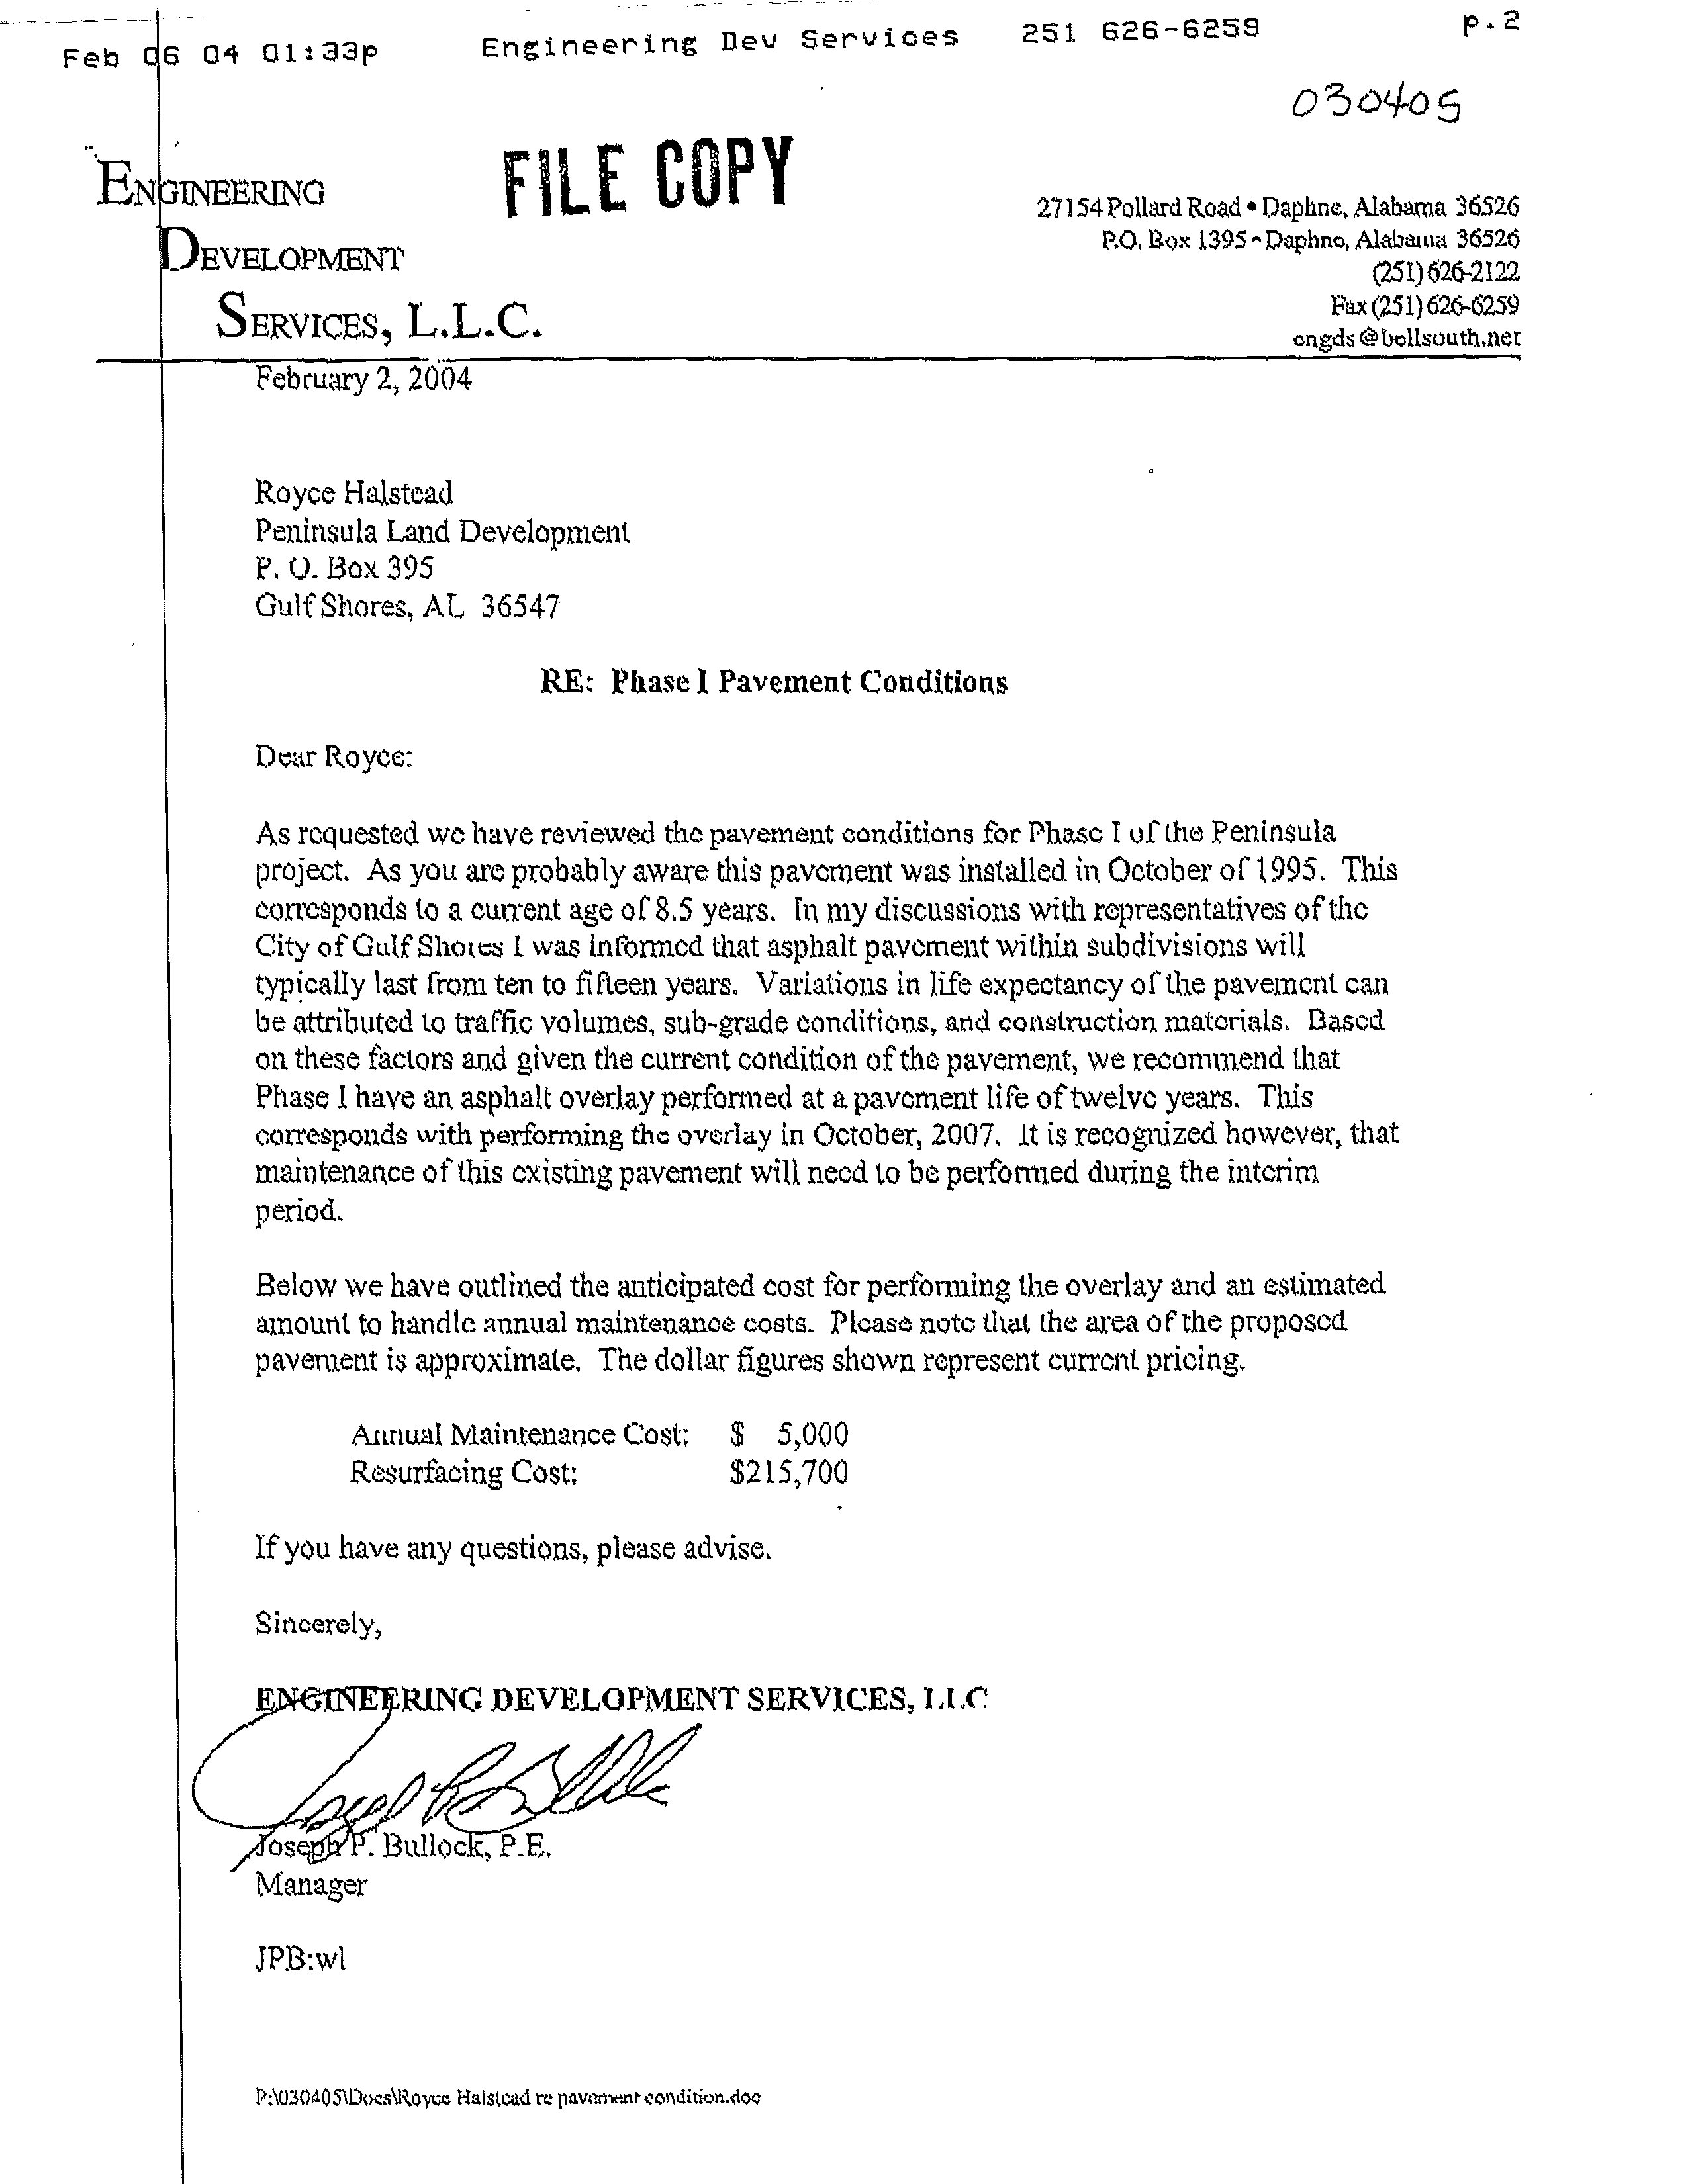 Feb 06 04 01:33p Engineering Dev Services 251 626-6259 p.2
030405
FILE COPY
ENGINEERING
DEVELOPMENT
SERVICES, L.L.C.
27154 Pollard Road • Daphne, Alabama 36526
P.O. Box 1395 - Daphne, Alabama 36526
(251) 626-2122
Fax (251) 626-6259
engds@bellsouth.net
February 2, 2004
Royce Halstead
Peninsula Land Development
P. O. Box 395
Gulf Shores, AL 36547
RE: Phase I Pavement Conditions
Dear Royce:
As requested we have reviewed the pavement conditions for Phase I of the Peninsula
project. As you are probably aware this pavement was installed in October of 1995. This
corresponds to a current age of 8.5 years. In my discussions with representatives of the
City of Gulf Shores I was informed that asphalt pavement within subdivisions will
typically last from ten to fifteen years. Variations in life expectancy of the pavement can
be attributed to traffic volumes, sub-grade conditions, and construction materials. Based
on these factors and given the current condition of the pavement, we recommend that
Phase I have an asphalt overlay performed at a pavement life of twelve years. This
corresponds with performing the overlay in October, 2007. It is recognized however, that
maintenance of this existing pavement will need to be performed during the interim
period.
Below we have outlined the anticipated cost for performing the overlay and an estimated
amount to handle annual maintenance costs. Please note that the area of the proposed
pavement is approximate. The dollar figures shown represent current pricing.
Annual Maintenance Cost: $ 5,000
Resurfacing Cost: $215,700
If you have any questions, please advise.
Sincerely,
ENGINEERING DEVELOPMENT SERVICES, LLC
Joseph P. Bullock, P.E.
Manager
JPB:wl
P:\030405\Docs\Royce Halstead re pavement condition.doc